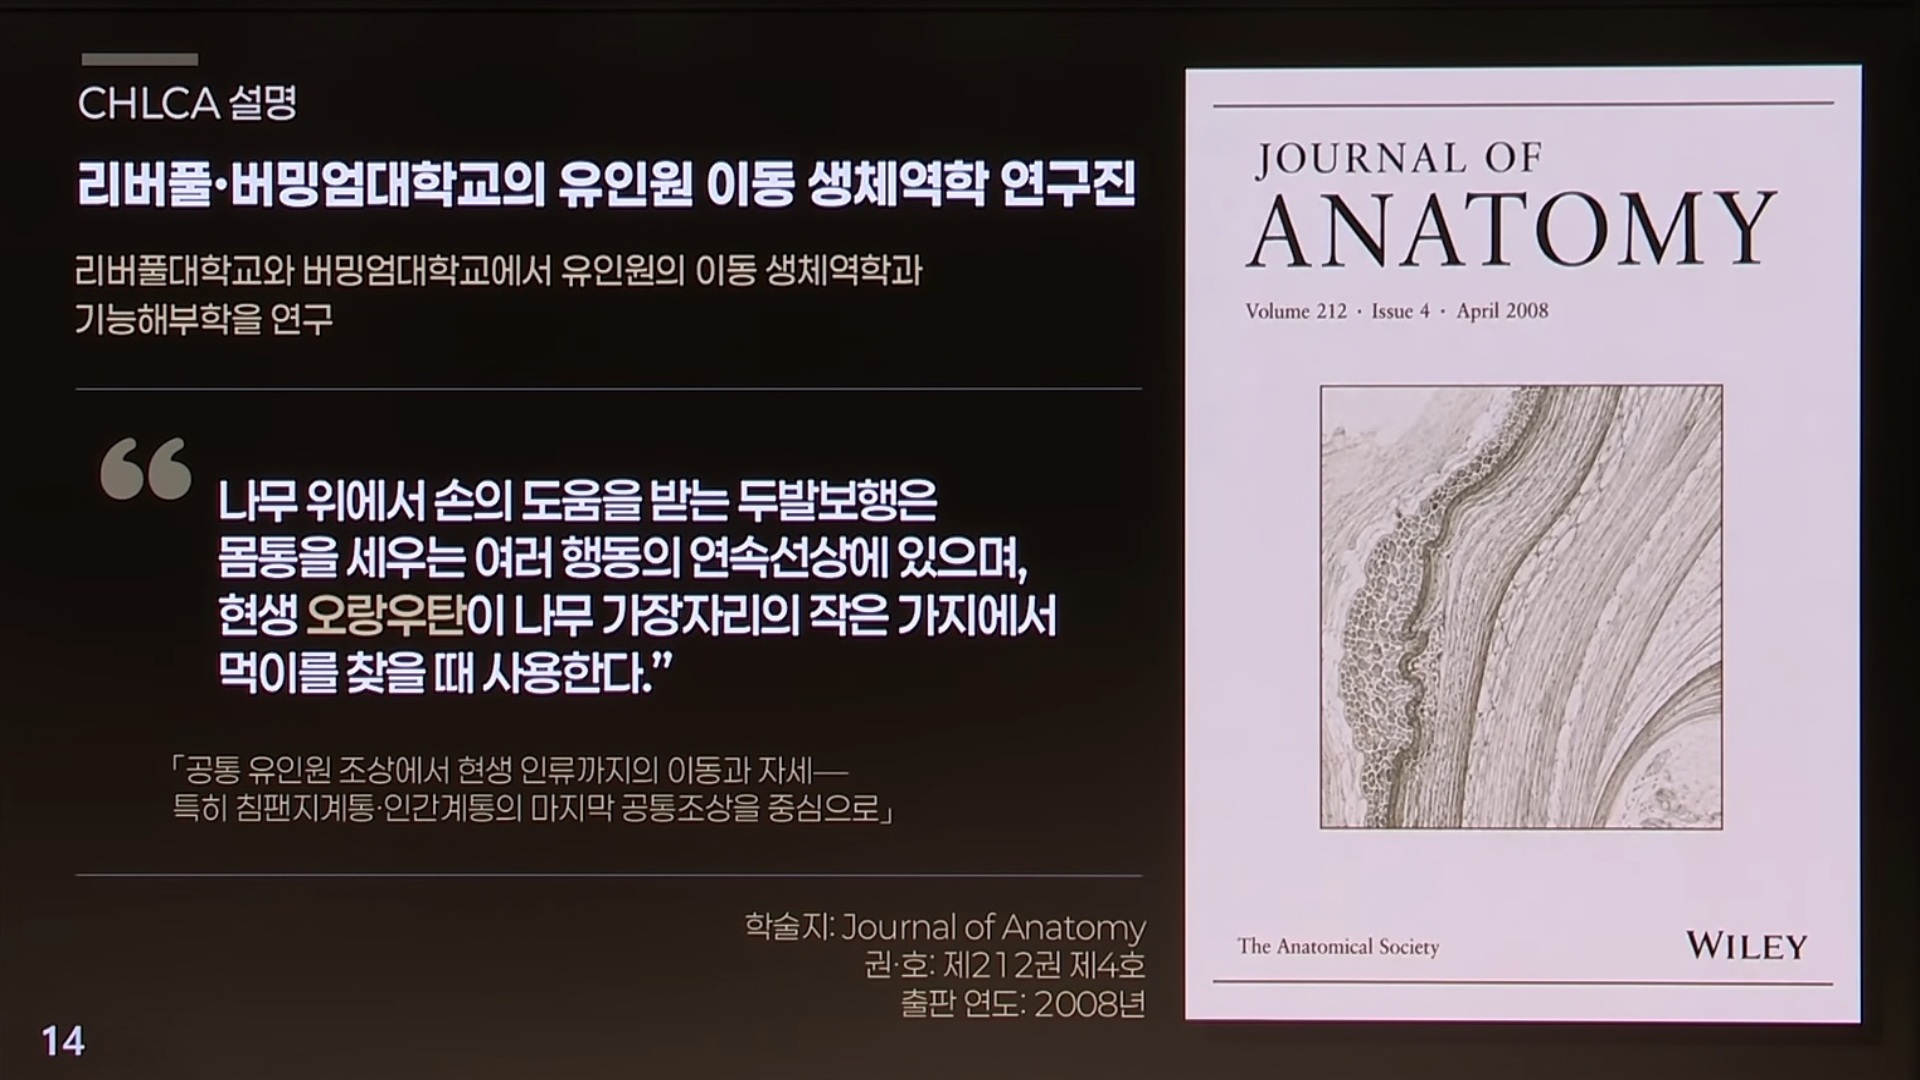 CHLCA 설명
리버풀·버밍엄대학교의 유인원 이동 생체역학 연구진
리버풀대학교와 버밍엄대학교에서 유인원의 이동 생체역학과
기능해부학을 연구
“나무 위에서 손의 도움을 받는 두발보행은
몸통을 세우는 여러 행동의 연속선상에 있으며,
현생 오랑우탄이 나무 가장자리의 작은 가지에서
먹이를 찾을 때 사용한다.”
「공통 유인원 조상에서 현생 인류까지의 이동과 자세—
특히 침팬지계통·인간계통의 마지막 공통조상을 중심으로」
학술지: Journal of Anatomy
권·호: 제212권 제4호
출판 연도: 2008년
14
JOURNAL OF
ANATOMY
Volume 212 · Issue 4 · April 2008
The Anatomical Society
WILEY